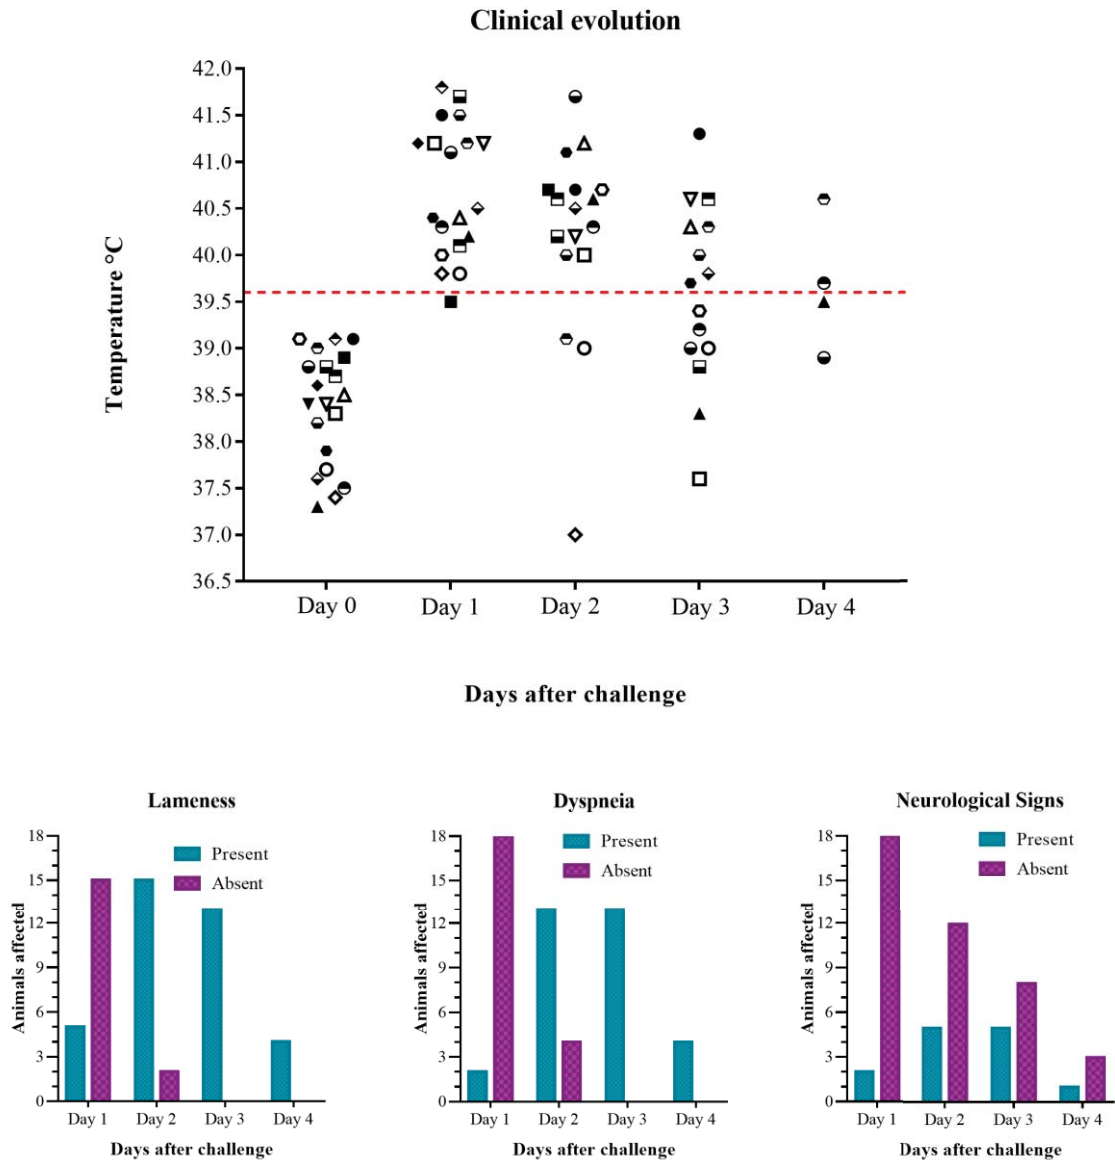 Clinical evolution
Temperature °C
42.0
41.5
41.0
40.5
40.0
39.5
39.0
38.5
38.0
37.5
37.0
36.5
Day 0 Day 1 Day 2 Day 3 Day 4
Days after challenge
Lameness
Animals affected
18
15
12
9
6
3
0
Present
Absent
Day 1 Day 2 Day 3 Day 4
Days after challenge
Dyspneia
Animals affected
18
15
12
9
6
3
0
Present
Absent
Day 1 Day 2 Day 3 Day 4
Days after challenge
Neurological Signs
Animals affected
18
15
12
9
6
3
0
Present
Absent
Day 1 Day 2 Day 3 Day 4
Days after challenge